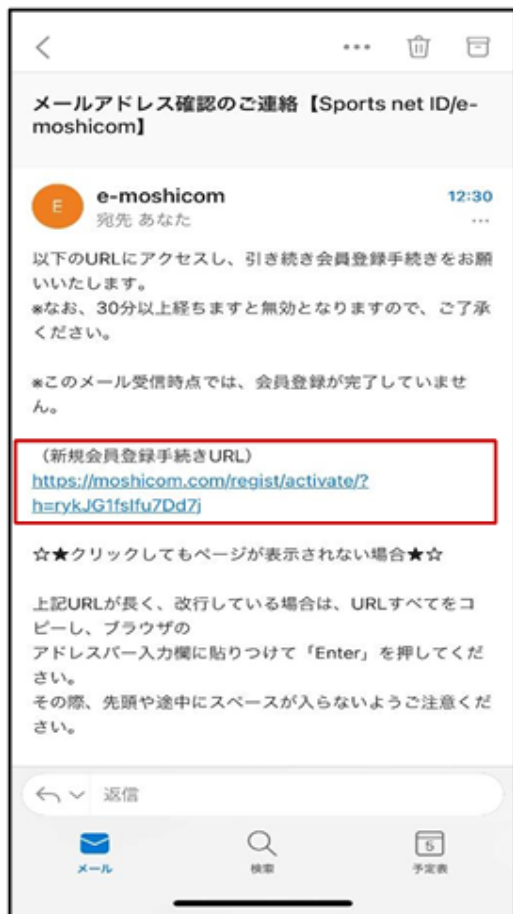 メールアドレス確認のご連絡【Sports net ID/e-
moshicom】
E
e-moshicom
12:30
宛先 あなた
以下のURLにアクセスし、引き続き会員登録手続きをお願
いいたします。
※なお、30分以上経ちますと無効となりますので、ご了承
ください。
※このメール受信時点では、会員登録が完了していませ
ん。
（新規会員登録手続きURL）
https://moshicom.com/regist/activate/?
h=rykJG1fslfu7Dd7j
☆★クリックしてもページが表示されない場合★☆
上記URLが長く、改行している場合は、URLすべてをコ
ピーし、ブラウザの
アドレスバー入力欄に貼りつけて「Enter」を押してくだ
さい。
その際、先頭や途中にスペースが入らないようご注意くだ
さい。
返信
メール
検索
5
予定表